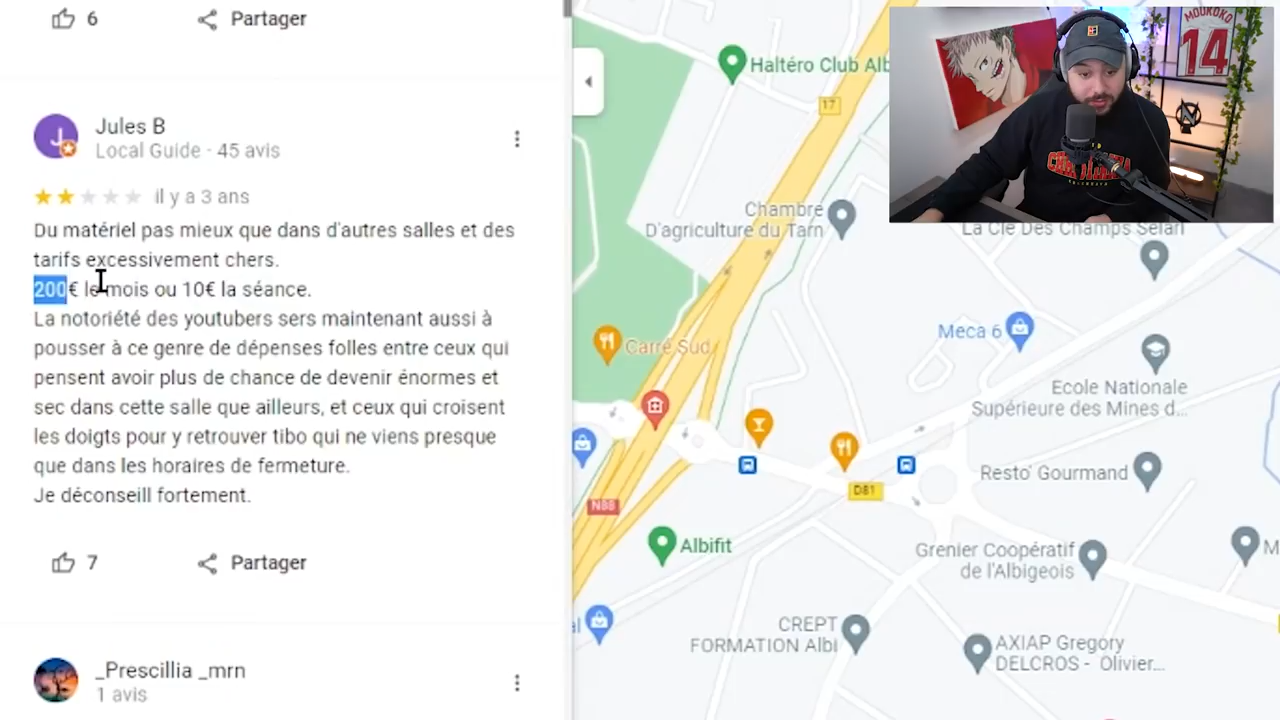 6
Partager
Jules B
Local Guide · 45 avis
il y a 3 ans
Du matériel pas mieux que dans d'autres salles et des
tarifs excessivement chers.
200€ le mois ou 10€ la séance.
La notoriété des youtubers sers maintenant aussi à
pousser à ce genre de dépenses folles entre ceux qui
pensent avoir plus de chance de devenir énormes et
sec dans cette salle que ailleurs, et ceux qui croisent
les doigts pour y retrouver tibo qui ne viens presque
que dans les horaires de fermeture.
Je déconseill fortement.
7
Partager
_Prescillia _mrn
1 avis
Haltéro Club Alb
17
Chambre
D'agriculture du Tarn
La Clé Des Champs Selarl
Meca 6
Carré Sud
Ecole Nationale
Supérieure des Mines d...
Resto' Gourmand
D81
N88
Albifit
Grenier Coopératif
de l'Albigeois
CREPT
FORMATION Albi
AXIAP Gregory
DELCROS - Olivier...
MOUKOKO
14